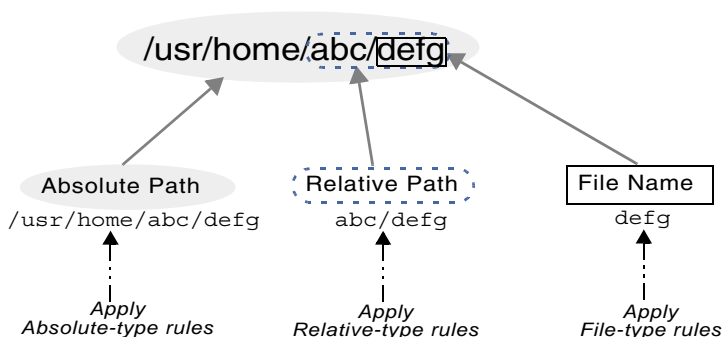 /usr/home/abc/defg
Absolute Path
/usr/home/abc/defg
Relative Path
abc/defg
File Name
defg
Apply
Absolute-type rules
Apply
Relative-type rules
Apply
File-type rules